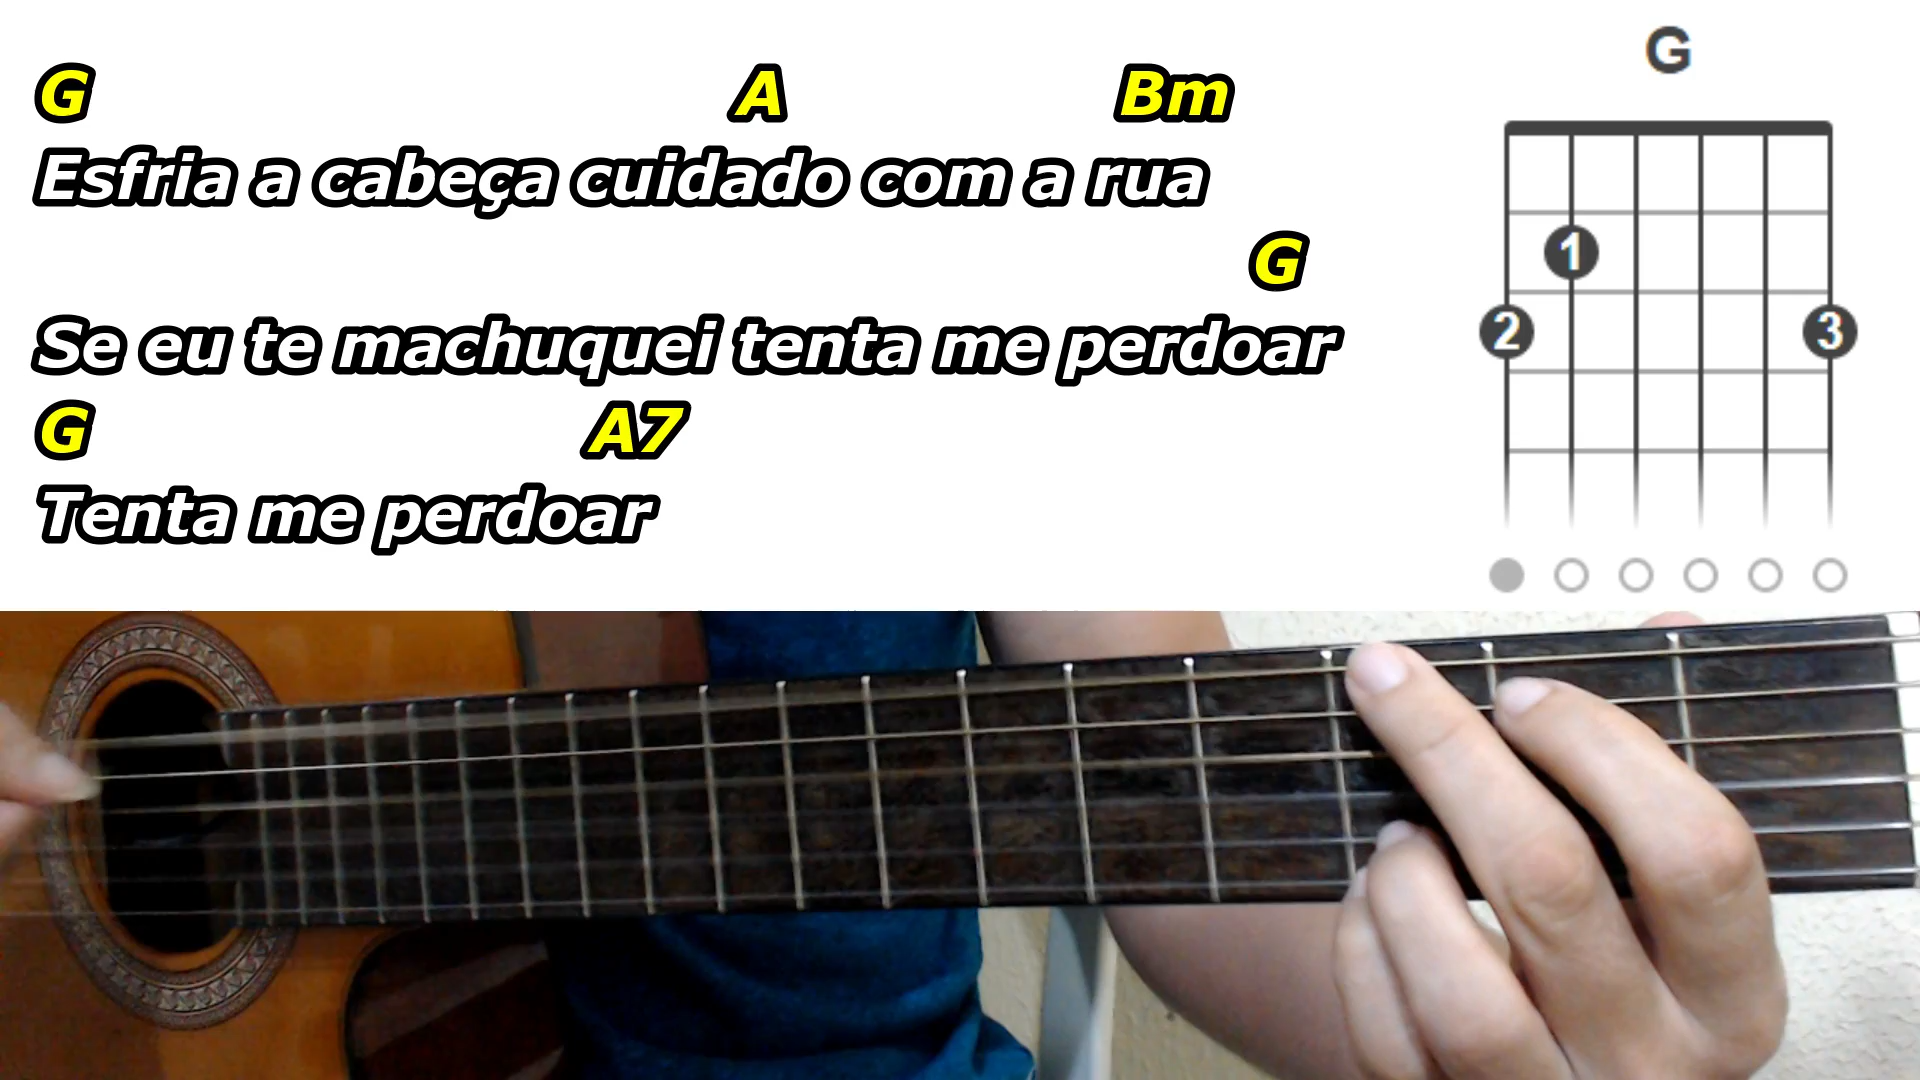 G A Bm
Esfria a cabeça cuidado com a rua
G
Se eu te machuquei tenta me perdoar
G A7
Tenta me perdoar
G
1
2 3